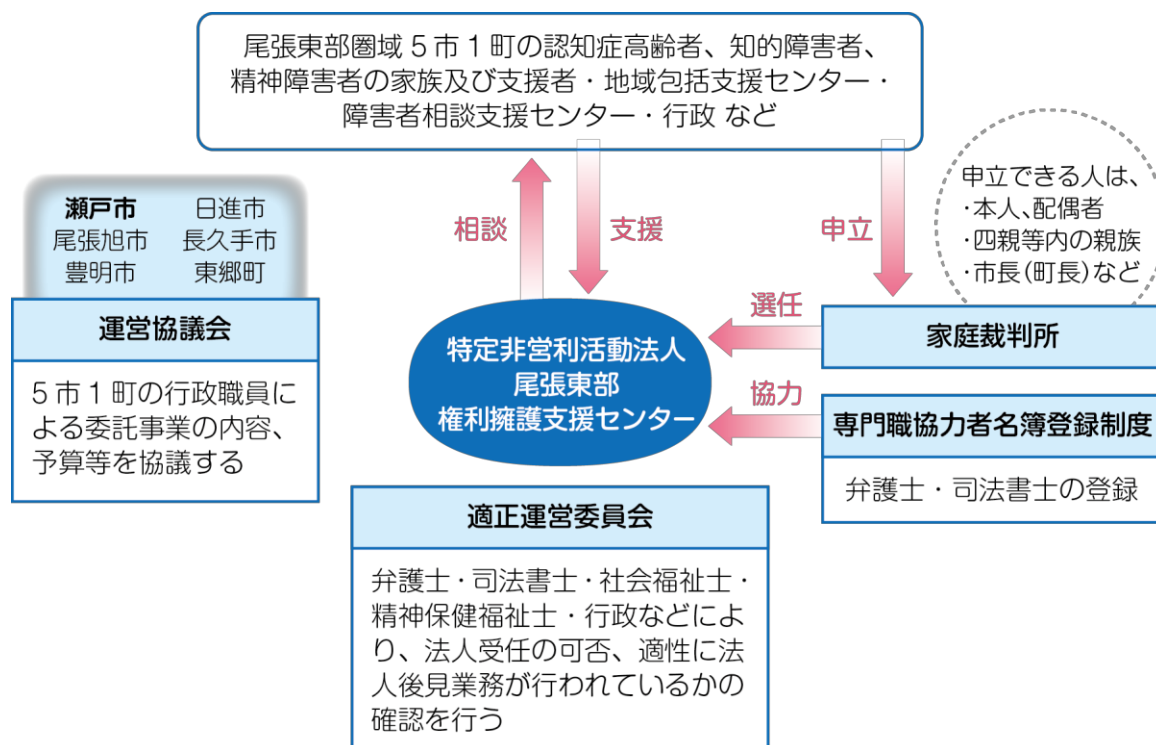 尾張東部圏域5市1町の認知症高齢者、知的障害者、
精神障害者の家族及び支援者・地域包括支援センター・
障害者相談支援センター・行政 など
瀬戸市 日進市
尾張旭市 長久手市
豊明市 東郷町
運営協議会
5市1町の行政職員に
よる委託事業の内容、
予算等を協議する
相談
支援
申立
申立できる人は、
・本人、配偶者
・四親等内の親族
・市長(町長)など
選任
家庭裁判所
特定非営利活動法人
尾張東部
権利擁護支援センター
協力
専門職協力者名簿登録制度
弁護士・司法書士の登録
適正運営委員会
弁護士・司法書士・社会福祉士・
精神保健福祉士・行政などによ
り、法人受任の可否、適性に法
人後見業務が行われているかの
確認を行う